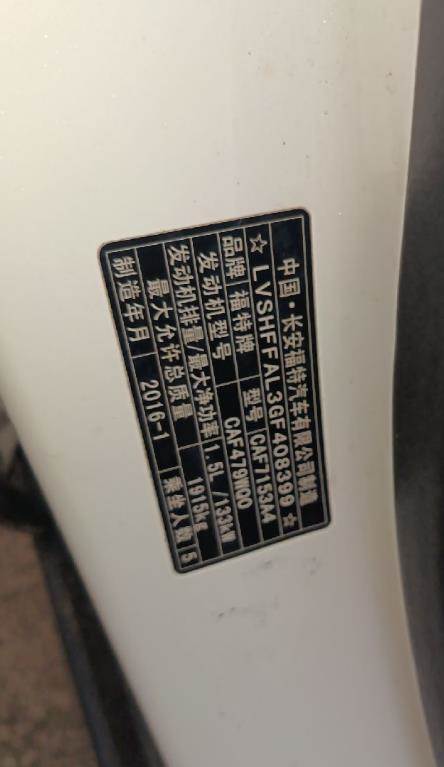 中国·长安福特汽车有限公司制造
☆LVSHFFAL3GF408399☆
品牌 福特牌 型号 CAF7153A4
发动机型号 CAF479WQ0
发动机排量/最大净功率 1.5L /133kW
最大允许总质量 1915kg
制造年月 2016-1 乘坐人数 5